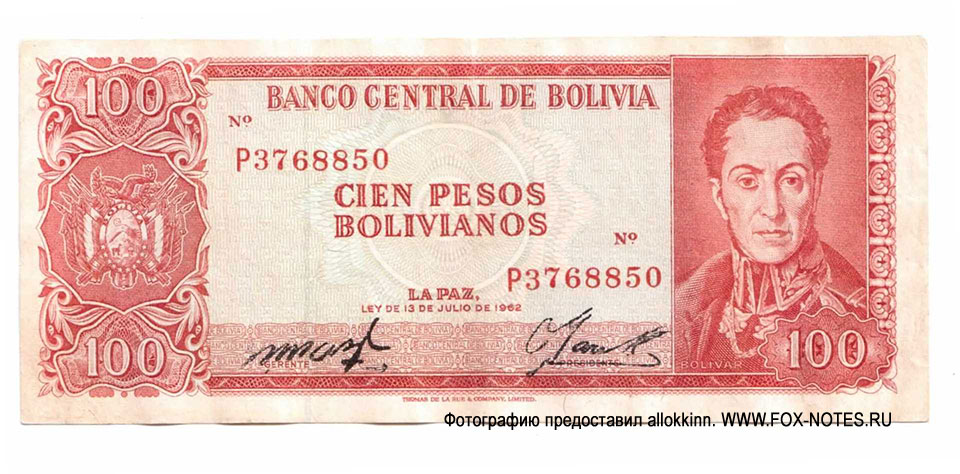 100
BANCO CENTRAL DE BOLIVIA
Nº
P3768850
CIEN PESOS
BOLIVIANOS
Nº
P3768850
LA PAZ,
LEY DE 13 DE JULIO DE 1962
GERENTE
PRESIDENTE
BOLIVAR
100
100
THOMAS DE LA RUE & COMPANY, LIMITED.
Фотографию предоставил allokkinn. WWW.FOX-NOTES.RU